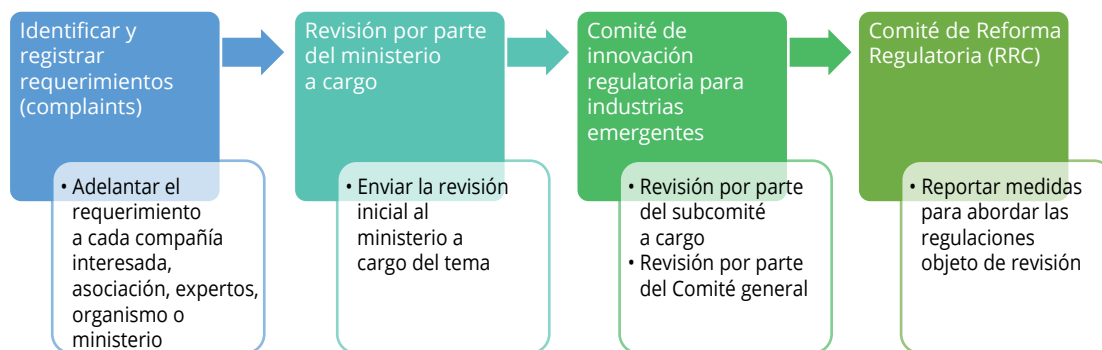 Identificar y
registrar
requerimientos
(complaints)
• Adelantar el
requerimiento
a cada compañía
interesada,
asociación, expertos,
organismo o
ministerio
Revisión por parte
del ministerio
a cargo
• Enviar la revisión
inicial al
ministerio a
cargo del tema
Comité de
innovación
regulatoria para
industrias
emergentes
• Revisión por parte
del subcomité
a cargo
• Revisión por parte
del Comité general
Comité de Reforma
Regulatoria (RRC)
• Reportar medidas
para abordar las
regulaciones
objeto de revisión